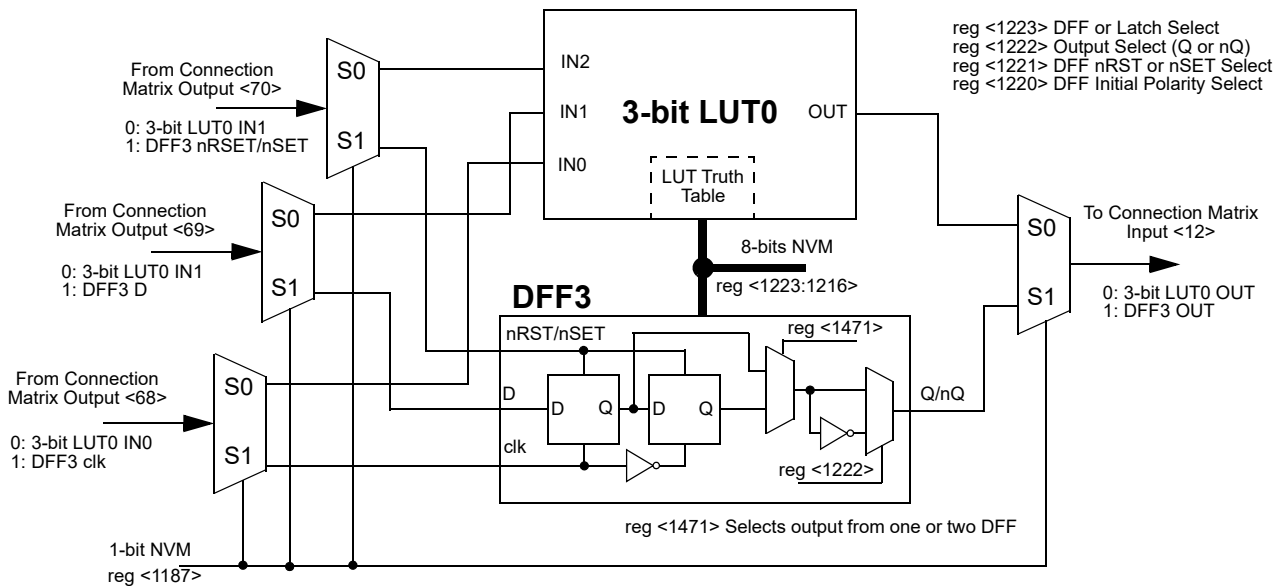 reg <1223> DFF or Latch Select
reg <1222> Output Select (Q or nQ)
reg <1221> DFF nRST or nSET Select
reg <1220> DFF Initial Polarity Select
From Connection
Matrix Output <70>
0: 3-bit LUT0 IN1
1: DFF3 nRSET/nSET
S0
S1
From Connection
Matrix Output <69>
0: 3-bit LUT0 IN1
1: DFF3 D
S0
S1
From Connection
Matrix Output <68>
0: 3-bit LUT0 IN0
1: DFF3 clk
S0
S1
1-bit NVM
reg <1187>
IN2
IN1
IN0
3-bit LUT0
OUT
LUT Truth
Table
8-bits NVM
reg <1223:1216>
DFF3
nRST/nSET
D
clk
D
Q
D
Q
reg <1471>
reg <1222>
Q/nQ
reg <1471> Selects output from one or two DFF
S0
S1
To Connection Matrix
Input <12>
0: 3-bit LUT0 OUT
1: DFF3 OUT